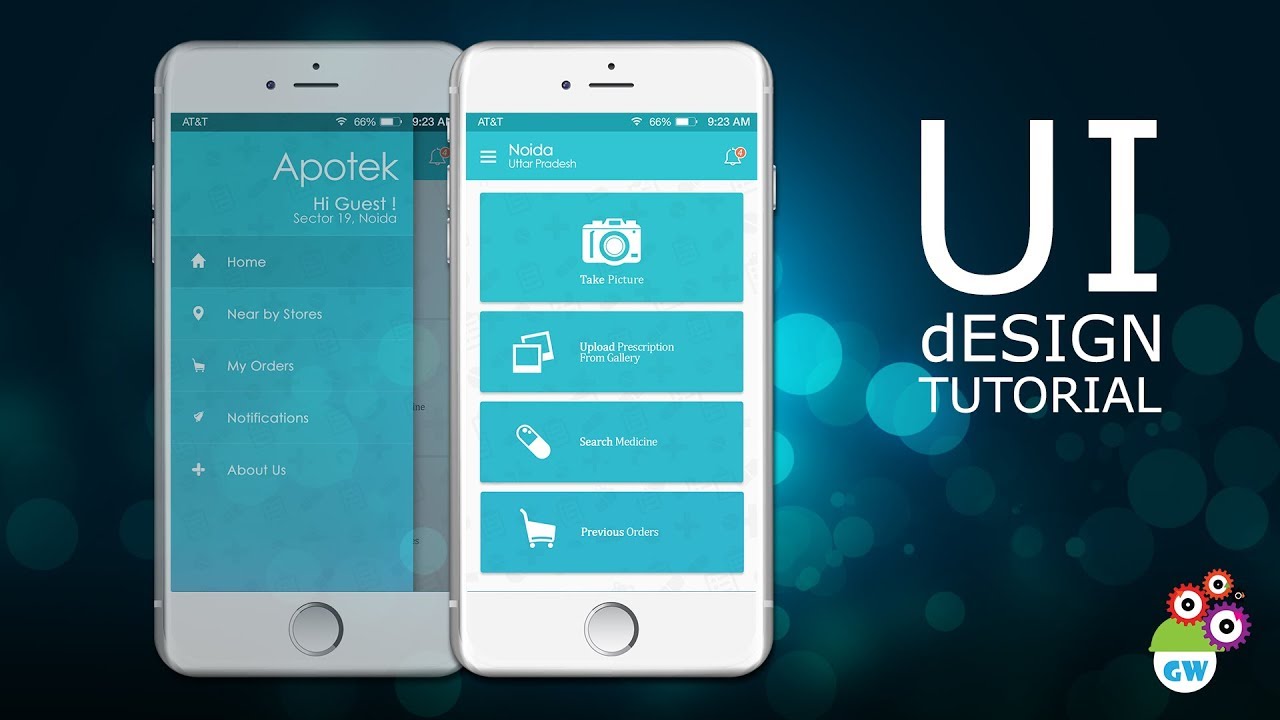 AT&T 66% 9:23 AM
Apotek
4
Hi Guest !
Sector 19, Noida
Home
Near by Stores
My Orders
Notifications
About Us
AT&T 66% 9:23 AM
Noida
Uttar Pradesh
4
Take Picture
Upload Prescription
From Gallery
Search Medicine
Previous Orders
UI
dESIGN
TUTORIAL
GW